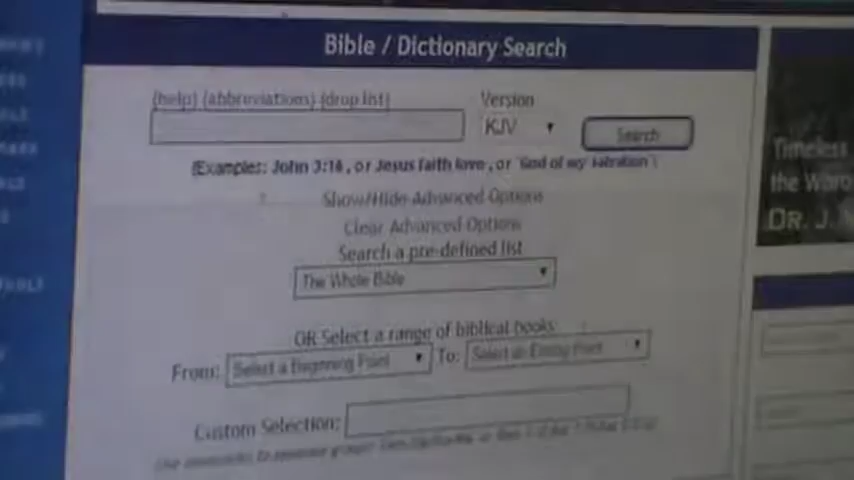 Bible / Dictionary Search
(help) (abbreviations) (drop list)
Version
KJV
Search
(Examples: John 3:16, or Jesus faith love, or "God of my salvation")
Show/Hide Advanced Options
Clear Advanced Options
Search a pre-defined list
The Whole Bible
OR Select a range of biblical books
From: Select a Beginning Point To: Select an Ending Point
Custom Selection:
Timeless
the Word
DR. J.